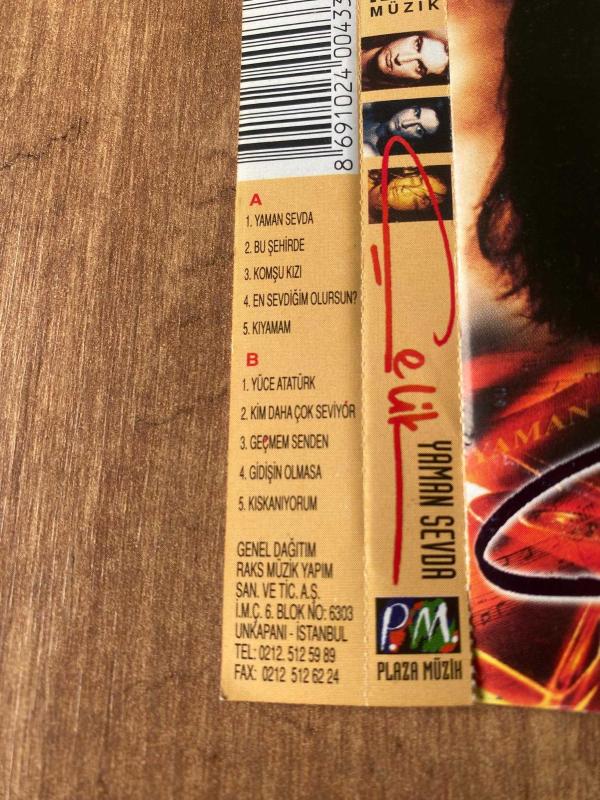 MÜZİK
8 691024 00433
A
1. YAMAN SEVDA
2. BU ŞEHİRDE
3. KOMŞU KIZI
4. EN SEVDİĞİM OLURSUN?
5. KIYAMAM
B
1. YÜCE ATATÜRK
2. KİM DAHA ÇOK SEVİYOR
3. GEÇMEM SENDEN
4. GİDİŞİN OLMASA
5. KISKANIYORUM
GENEL DAĞITIM
RAKS MÜZİK YAPIM
SAN. VE TİC. A.Ş.
İ.M.Ç. 6. BLOK NO: 6303
UNKAPANI - İSTANBUL
TEL: 0212. 512 59 89
FAX: 0212 512 62 24
Çelik
YAMAN SEVDA
P.M.
PLAZA MÜZİK
YAMAN